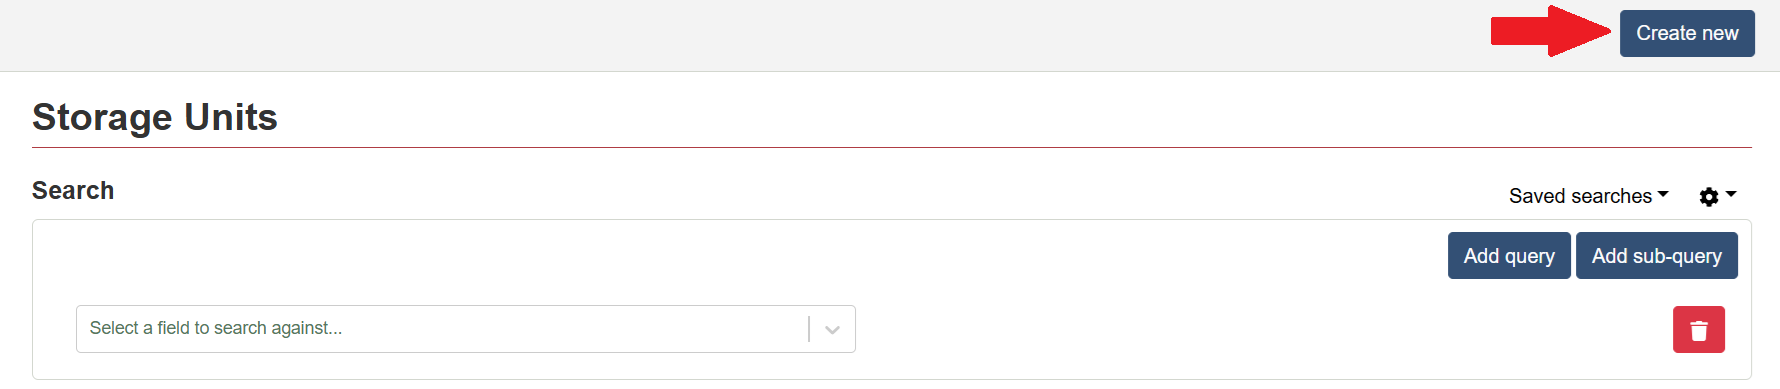 Create new
Storage Units
Search
Saved searches
Add query Add sub-query
Select a field to search against...